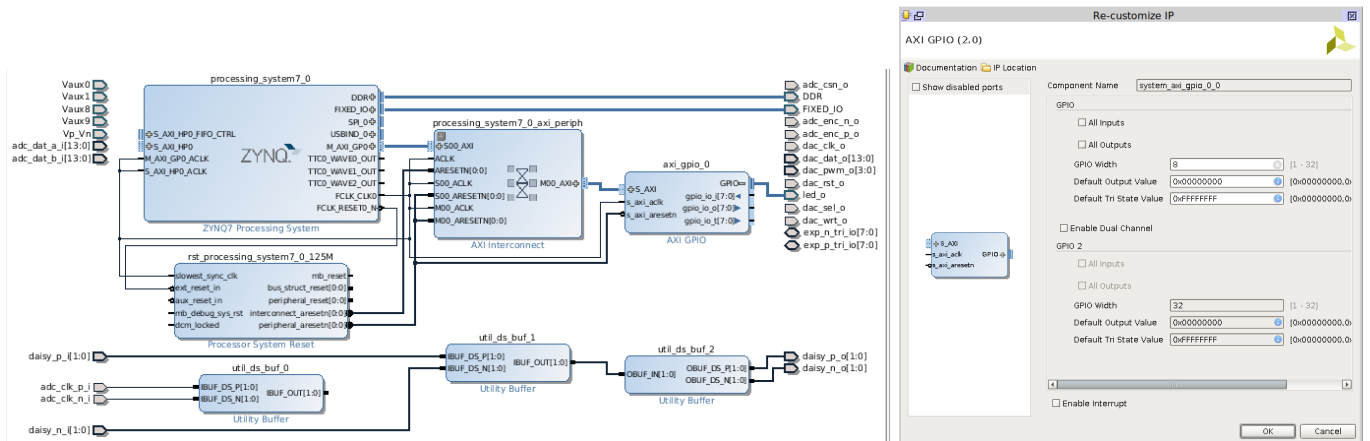 processing_system7_0
Vaux0
Vaux1
Vaux8
Vaux9
Vp_Vn
adc_dat_a_i[13:0]
adc_dat_b_i[13:0]
S_AXI_HP0_FIFO_CTRL
S_AXI_HP0
M_AXI_GP0_ACLK
S_AXI_HP0_ACLK
ZYNQ
DDR
FIXED_IO
SPI_0
USBIND_0
M_AXI_GP0
TTC0_WAVE0_OUT
TTC0_WAVE1_OUT
TTC0_WAVE2_OUT
FCLK_CLK0
FCLK_RESET0_N
ZYNQ7 Processing System
processing_system7_0_axi_periph
S00_AXI
ACLK
ARESETN[0:0]
S00_ACLK
S00_ARESETN[0:0]
M00_ACLK
M00_ARESETN[0:0]
M00_AXI
AXI Interconnect
axi_gpio_0
S_AXI
s_axi_aclk
s_axi_aresetn
GPIO
gpio_io_i[7:0]
gpio_io_o[7:0]
gpio_io_t[7:0]
AXI GPIO
adc_csn_o
DDR
FIXED_IO
adc_enc_n_o
adc_enc_p_o
dac_clk_o
dac_dat_o[13:0]
dac_pwm_o[3:0]
dac_rst_o
led_o
dac_sel_o
dac_wrt_o
exp_n_tri_io[7:0]
exp_p_tri_io[7:0]
rst_processing_system7_0_125M
slowest_sync_clk
ext_reset_in
aux_reset_in
mb_debug_sys_rst
dcm_locked
mb_reset
bus_struct_reset[0:0]
peripheral_reset[0:0]
interconnect_aresetn[0:0]
peripheral_aresetn[0:0]
Processor System Reset
daisy_p_i[1:0]
adc_clk_p_i
adc_clk_n_i
daisy_n_i[1:0]
util_ds_buf_0
IBUF_DS_P[1:0]
IBUF_DS_N[1:0]
IBUF_OUT[1:0]
Utility Buffer
util_ds_buf_1
IBUF_DS_P[1:0]
IBUF_DS_N[1:0]
IBUF_OUT[1:0]
Utility Buffer
util_ds_buf_2
OBUF_IN[1:0]
OBUF_DS_P[1:0]
OBUF_DS_N[1:0]
Utility Buffer
daisy_p_o[1:0]
daisy_n_o[1:0]
Re-customize IP
AXI GPIO (2.0)
Documentation IP Location
Show disabled ports
S_AXI
s_axi_aclk
s_axi_aresetn
GPIO
Component Name system_axi_gpio_0_0
GPIO
All Inputs
All Outputs
GPIO Width 8 [1 - 32]
Default Output Value 0x00000000 [0x00000000,0
Default Tri State Value 0xFFFFFFFF [0x00000000,0
Enable Dual Channel
GPIO 2
All Inputs
All Outputs
GPIO Width 32 [1 - 32]
Default Output Value 0x00000000 [0x00000000,0
Default Tri State Value 0xFFFFFFFF [0x00000000,0
Enable Interrupt
OK Cancel